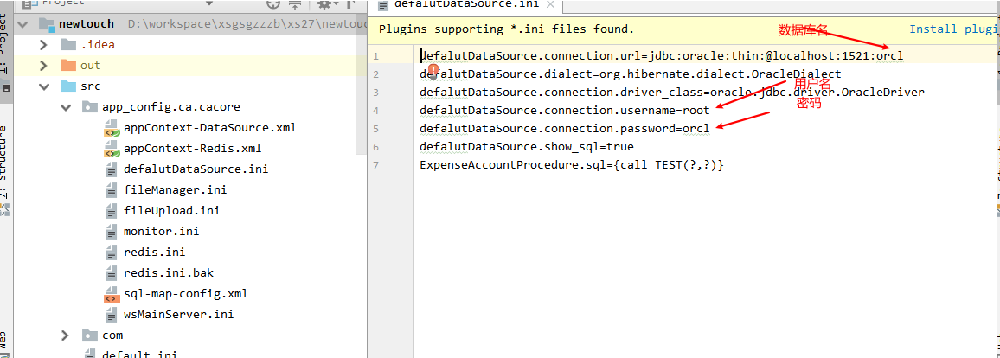 Project
defalutDataSource.ini
newtouch D:\workspace\xsgsgzzzb\xs27\newtouc
Plugins supporting *.ini files found.
Install plugi
数据库名
.idea
out
src
app_config.ca.cacore
appContext-DataSource.xml
appContext-Redis.xml
defalutDataSource.ini
fileManager.ini
fileUpload.ini
monitor.ini
redis.ini
redis.ini.bak
sql-map-config.xml
wsMainServer.ini
com
default.ini
1: Project
7: Structure
Web
1 defalutDataSource.connection.url=jdbc:oracle:thin:@localhost:1521:orcl
2 defalutDataSource.dialect=org.hibernate.dialect.OracleDialect
用户名
3 defalutDataSource.connection.driver_class=oracle.jdbc.driver.OracleDriver
密码
4 defalutDataSource.connection.username=root
5 defalutDataSource.connection.password=orcl
6 defalutDataSource.show_sql=true
7 ExpenseAccountProcedure.sql={call TEST(?,?)}